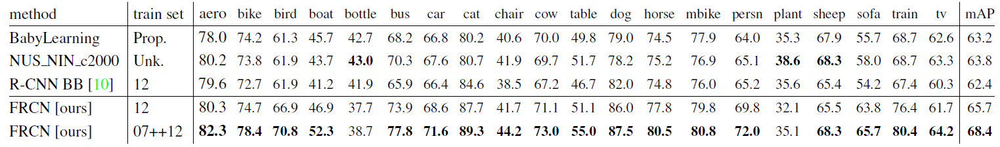 method train set aero bike bird boat bottle bus car cat chair cow table dog horse mbike persn plant sheep sofa train tv mAP
BabyLearning Prop. 78.0 74.2 61.3 45.7 42.7 68.2 66.8 80.2 40.6 70.0 49.8 79.0 74.5 77.9 64.0 35.3 67.9 55.7 68.7 62.6 63.2
NUS_NIN_c2000 Unk. 80.2 73.8 61.9 43.7 43.0 70.3 67.6 80.7 41.9 69.7 51.7 78.2 75.2 76.9 65.1 38.6 68.3 58.0 68.7 63.3 63.8
R-CNN BB [10] 12 79.6 72.7 61.9 41.2 41.9 65.9 66.4 84.6 38.5 67.2 46.7 82.0 74.8 76.0 65.2 35.6 65.4 54.2 67.4 60.3 62.4
FRCN [ours] 12 80.3 74.7 66.9 46.9 37.7 73.9 68.6 87.7 41.7 71.1 51.1 86.0 77.8 79.8 69.8 32.1 65.5 63.8 76.4 61.7 65.7
FRCN [ours] 07++12 82.3 78.4 70.8 52.3 38.7 77.8 71.6 89.3 44.2 73.0 55.0 87.5 80.5 80.8 72.0 35.1 68.3 65.7 80.4 64.2 68.4